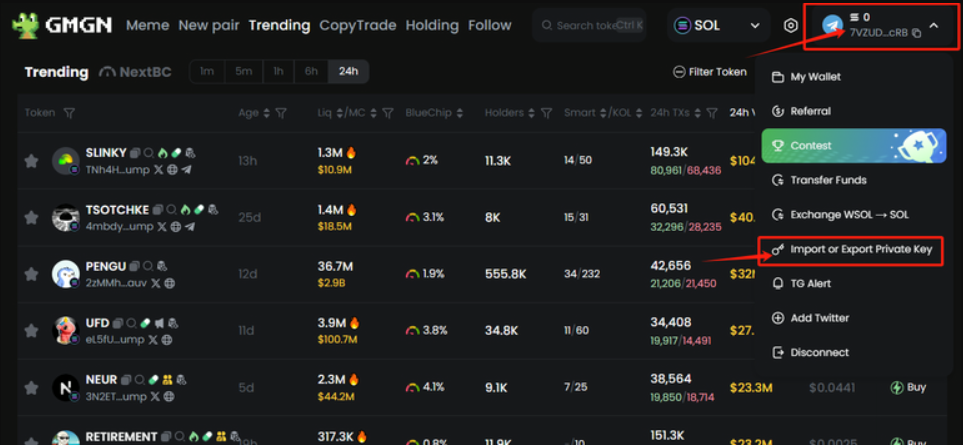 GMGN Meme New pair Trending CopyTrade Holding Follow Search toke Ctrl K SOL 0
7VZUD...cRB
Trending NextBC 1m 5m 1h 6h 24h Filter Token
My Wallet
Token Age Liq /MC BlueChip Holders Smart /KOL 24h TXs 24h V
Referral
Contest
SLINKY 13h 1.3M 2% 11.3K 14/50 149.3K $104
TNh4H...ump $10.9M 80,961/68,436
Transfer Funds
TSOTCHKE 25d 1.4M 3.1% 8K 15/31 60,531 $40.
4mbdy...ump $18.5M 32,296/28,235
Exchange WSOL → SOL
Import or Export Private Key
PENGU 12d 36.7M 1.9% 555.8K 34/232 42,656 $32
2zMMh...auv $2.9B 21,206/21,450
TG Alert
Add Twitter
UFD 11d 3.9M 3.8% 34.8K 11/60 34,408 $27.
eL5fU...ump $100.7M 19,917/14,491
Disconnect
NEUR 5d 2.3M 4.1% 9.1K 7/25 38,564 $23.3M $0.0441 Buy
3N2ET...ump $44.2M 19,850/18,714
RETIREMENT 19h 317.3K 0.8% 11.9K -/10 151.3K $23.2M $0.0025 Buy